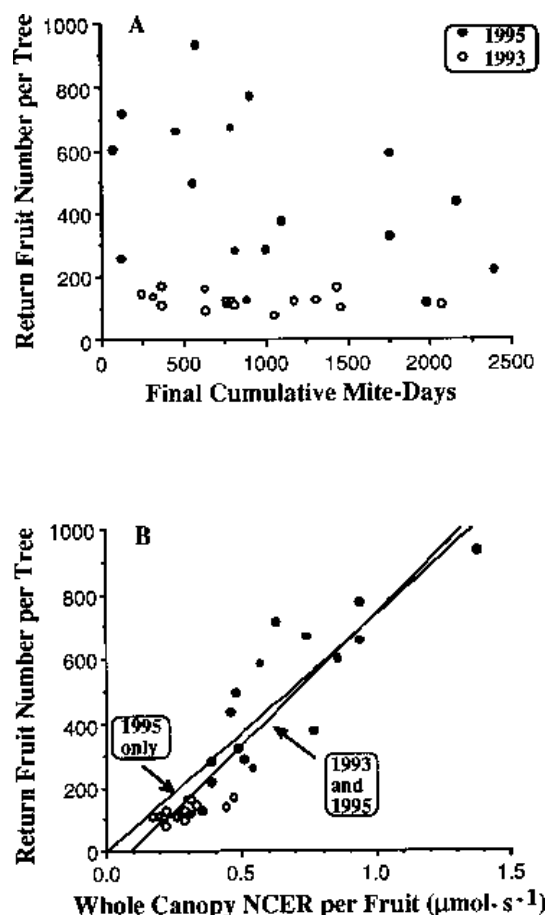 A
1995
1993
Return Fruit Number per Tree
1000
800
600
400
200
0
0 500 1000 1500 2000 2500
Final Cumulative Mite-Days
B
Return Fruit Number per Tree
1000
800
600
400
200
0
1995
only
1993
and
1995
0.0 0.5 1.0 1.5
Whole Canopy NCER per Fruit (μmol· s-1)